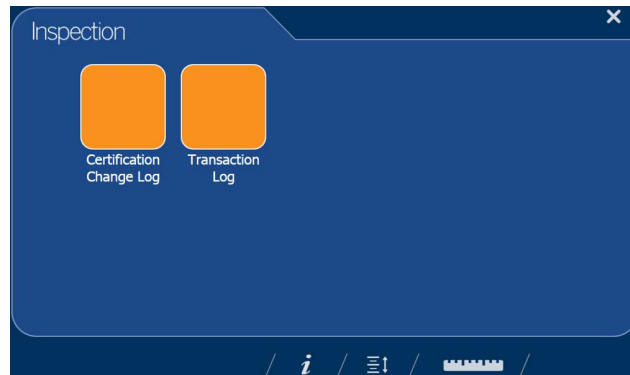 Inspection
Certification
Change Log
Transaction
Log
i